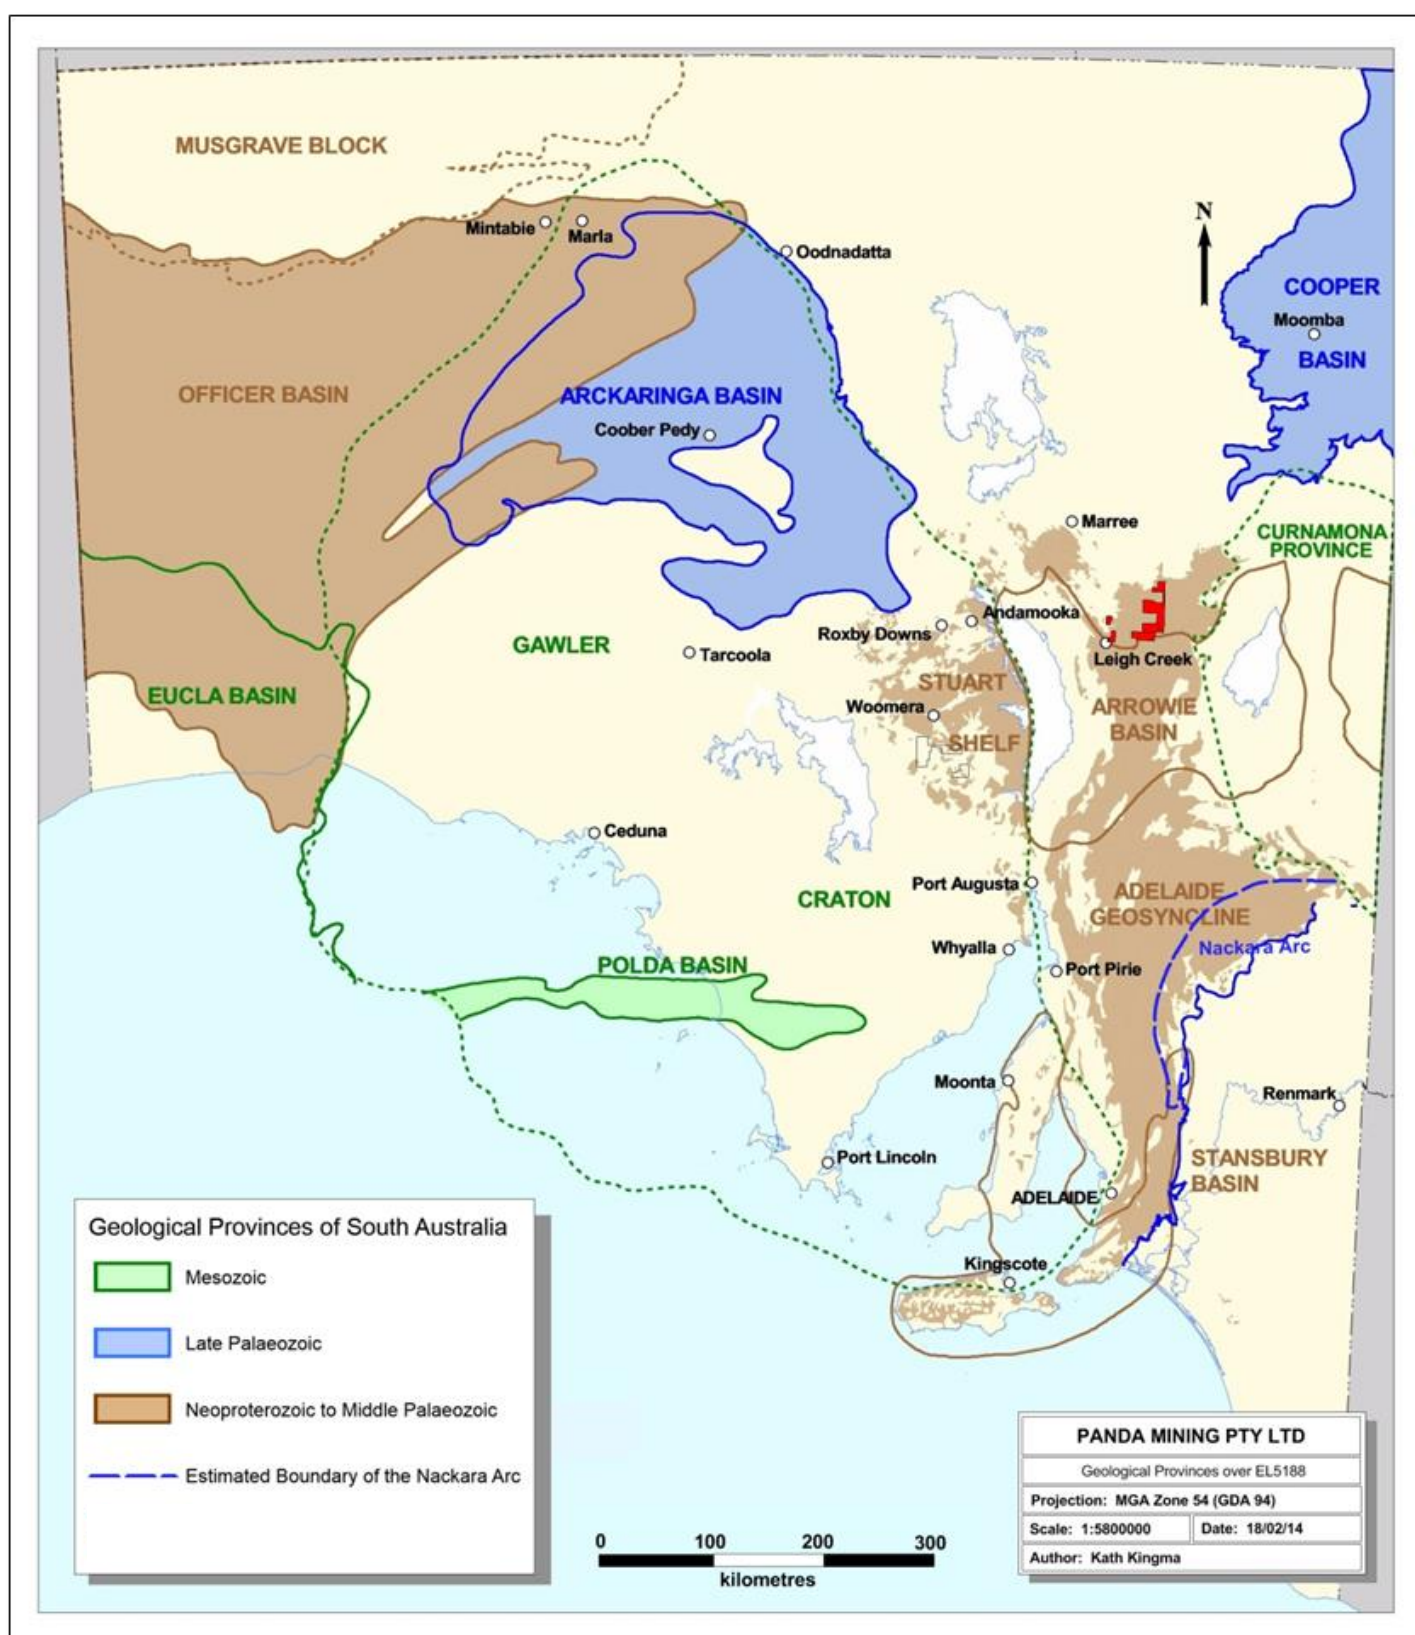 MUSGRAVE BLOCK
Mintabie
Marla
Oodnadatta
N
COOPER
Moomba
BASIN
OFFICER BASIN
ARCKARINGA BASIN
Coober Pedy
Marree
CURNAMONA
PROVINCE
Andamooka
Roxby Downs
GAWLER
Tarcoola
Leigh Creek
STUART
EUCLA BASIN
Woomera
ARROWIE
BASIN
SHELF
Ceduna
Port Augusta
CRATON
ADELAIDE
GEOSYNCLINE
Whyalla
Nackara Arc
POLDA BASIN
Port Pirie
Moonta
Renmark
Port Lincoln
STANSBURY
BASIN
ADELAIDE
Kingscote
Geological Provinces of South Australia
Mesozoic
Late Palaeozoic
Neoproterozoic to Middle Palaeozoic
Estimated Boundary of the Nackara Arc
0 100 200 300
kilometres
PANDA MINING PTY LTD
Geological Provinces over EL5188
Projection: MGA Zone 54 (GDA 94)
Scale: 1:5800000 Date: 18/02/14
Author: Kath Kingma